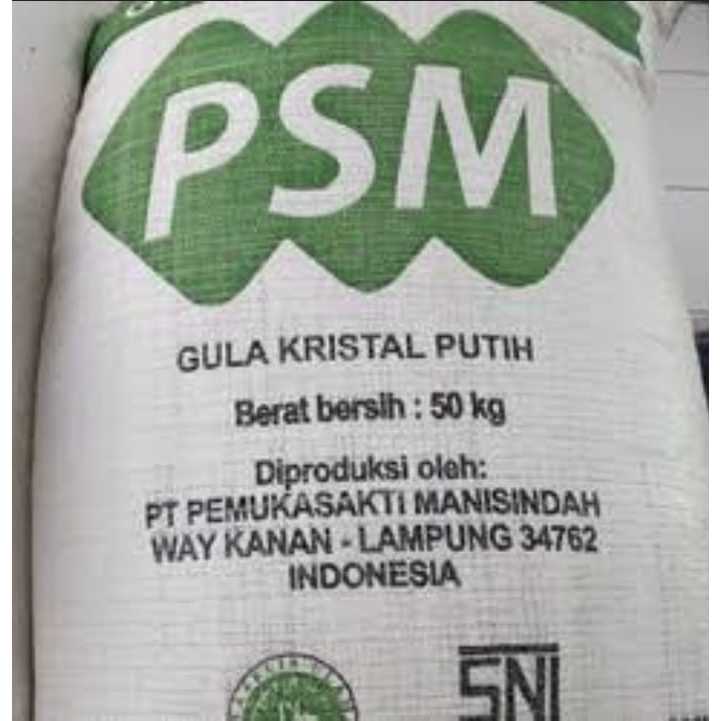 PSM
GULA KRISTAL PUTIH
Berat bersih : 50 kg
Diproduksi oleh:
PT PEMUKASAKTI MANISINDAH
WAY KANAN - LAMPUNG 34762
INDONESIA
SNI